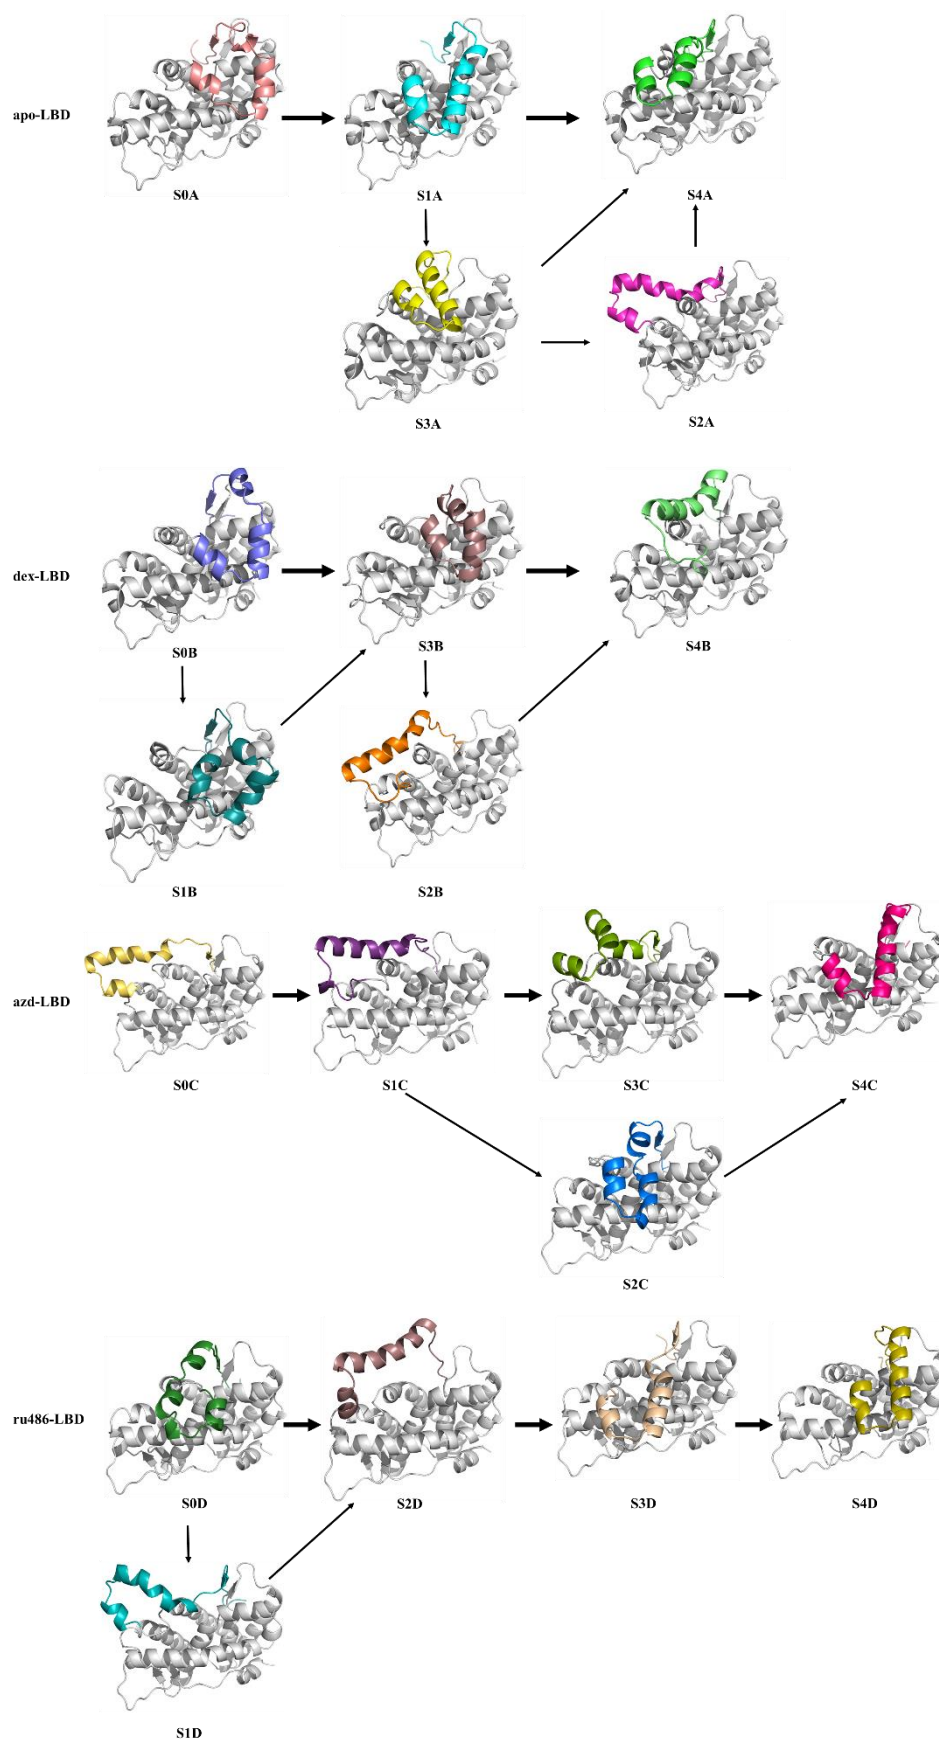 apo-LBD
S0A
S1A
S4A
S3A
S2A
dex-LBD
S0B
S3B
S4B
S1B
S2B
azd-LBD
S0C
S1C
S3C
S4C
S2C
ru486-LBD
S0D
S2D
S3D
S4D
S1D